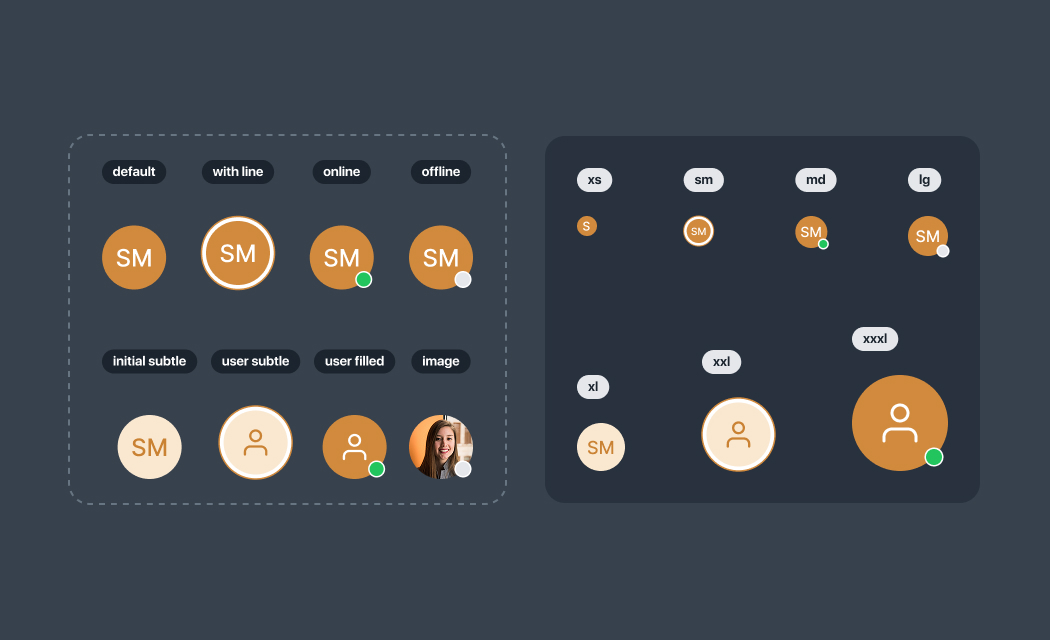 default
with line
online
offline
SM
SM
SM
SM
initial subtle
user subtle
user filled
image
SM
xs
sm
md
lg
S
SM
SM
SM
xxxl
xxl
xl
SM